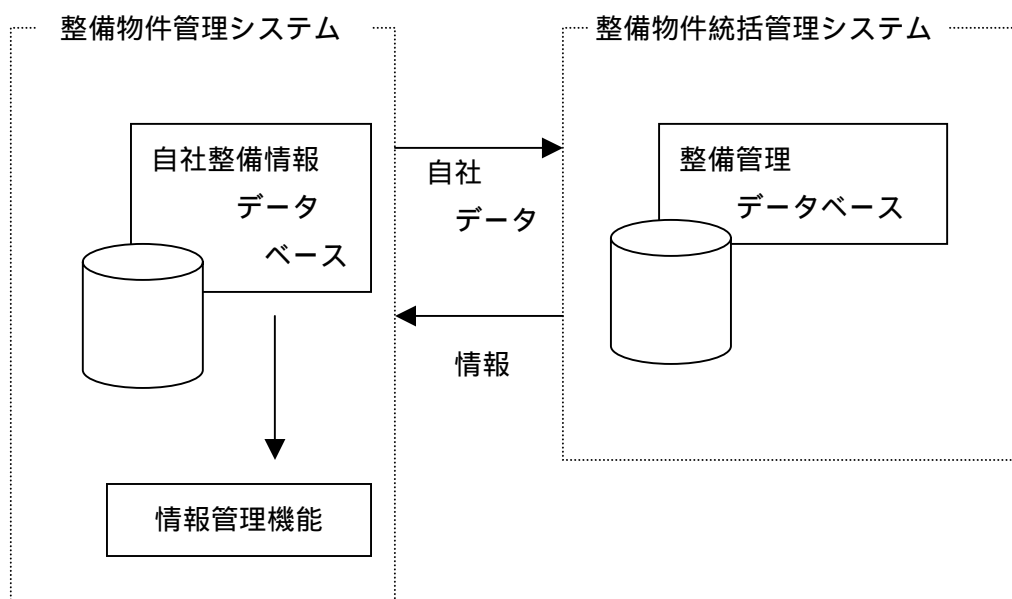 整備物件管理システム
整備物件統括管理システム
自社整備情報
データ
ベース
自社
データ
情報
整備管理
データベース
情報管理機能